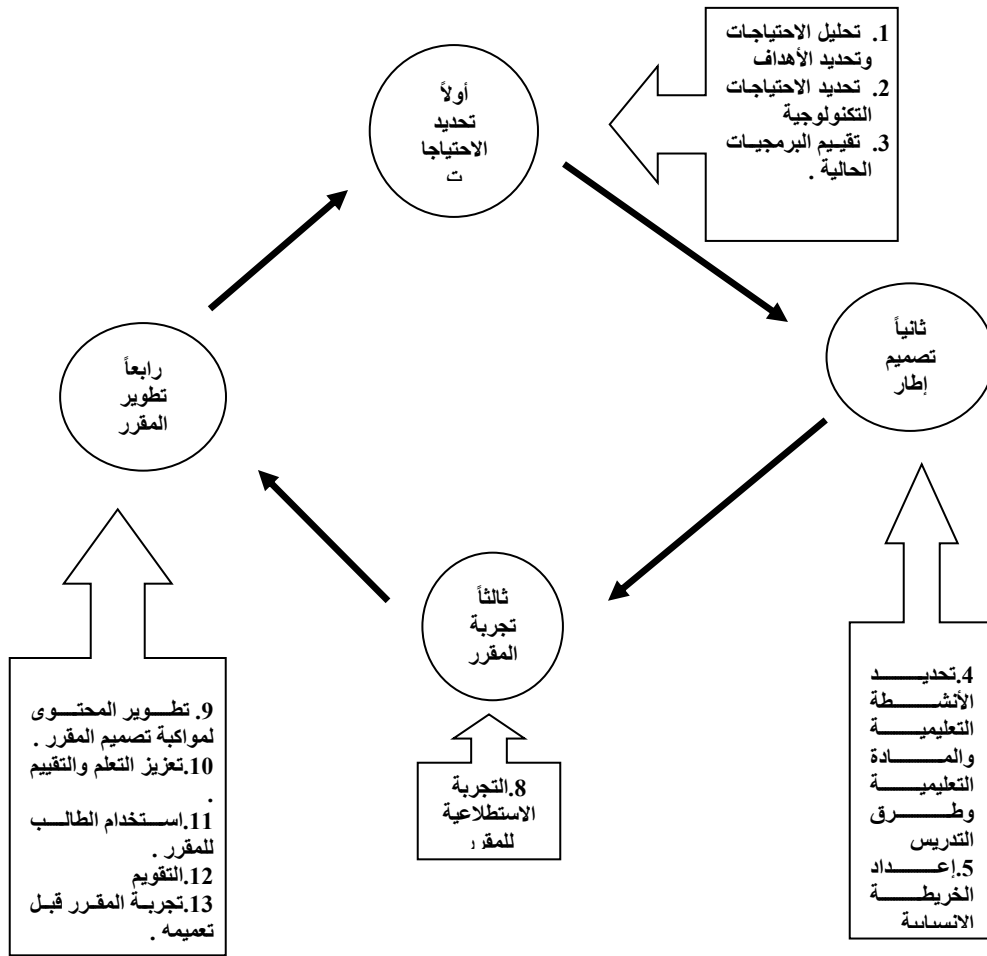 1. تحليل الاحتياجات
وتحديد الأهداف
2. تحديد الاحتياجات
التكنولوجية
3. تقييم البرمجيات
الحالية .
أولاً
تحديد
الاحتياجا
ت
ثانياً
تصميم
إطار
رابعاً
تطوير
المقرر
ثالثاً
تجربة
المقرر
4.تحديد
الأنشطة
التعليمية
والمادة
التعليمية
وطرق
التدريس
5.إعداد
الخريطة
الانسيابية
8.التجربة
الاستطلاعية
للمقرر
9. تطوير المحتوى
لمواكبة تصميم المقرر .
10.تعزيز التعلم والتقييم
.
11.استخدام الطالب
للمقرر .
12.التقويم
13.تجربة المقرر قبل
تعميمه .